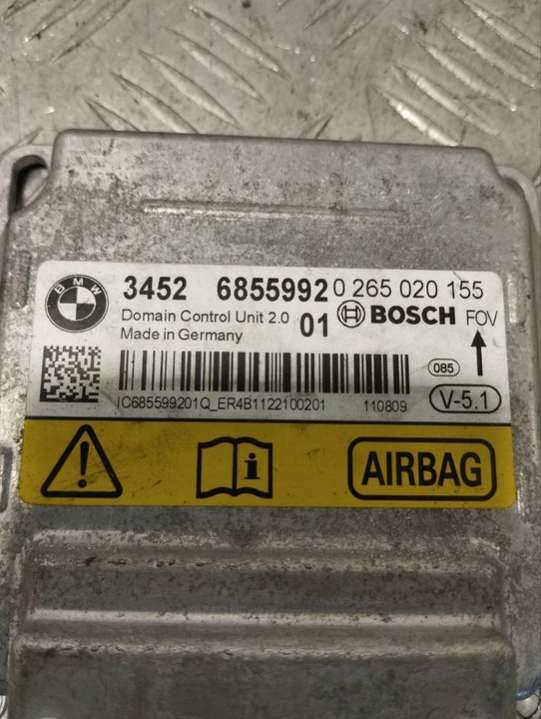 BMW
3452 6855992 0 265 020 155
Domain Control Unit 2.0 01 BOSCH FOV
Made in Germany
085
IC685599201Q_ER4B1122100201 110809 V-5.1
i AIRBAG